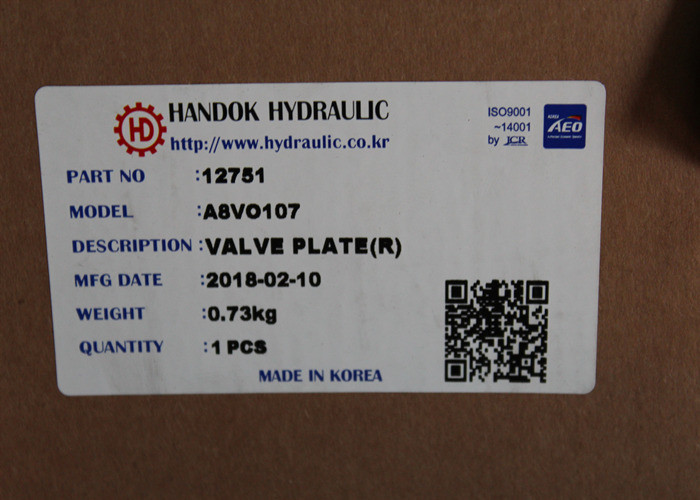 HD HANDOK HYDRAULIC
http://www.hydraulic.co.kr
ISO9001
~14001
by JCR
KOREA
AEO
PART NO :12751
MODEL :A8VO107
DESCRIPTION :VALVE PLATE(R)
MFG DATE :2018-02-10
WEIGHT :0.73kg
QUANTITY :1 PCS
MADE IN KOREA